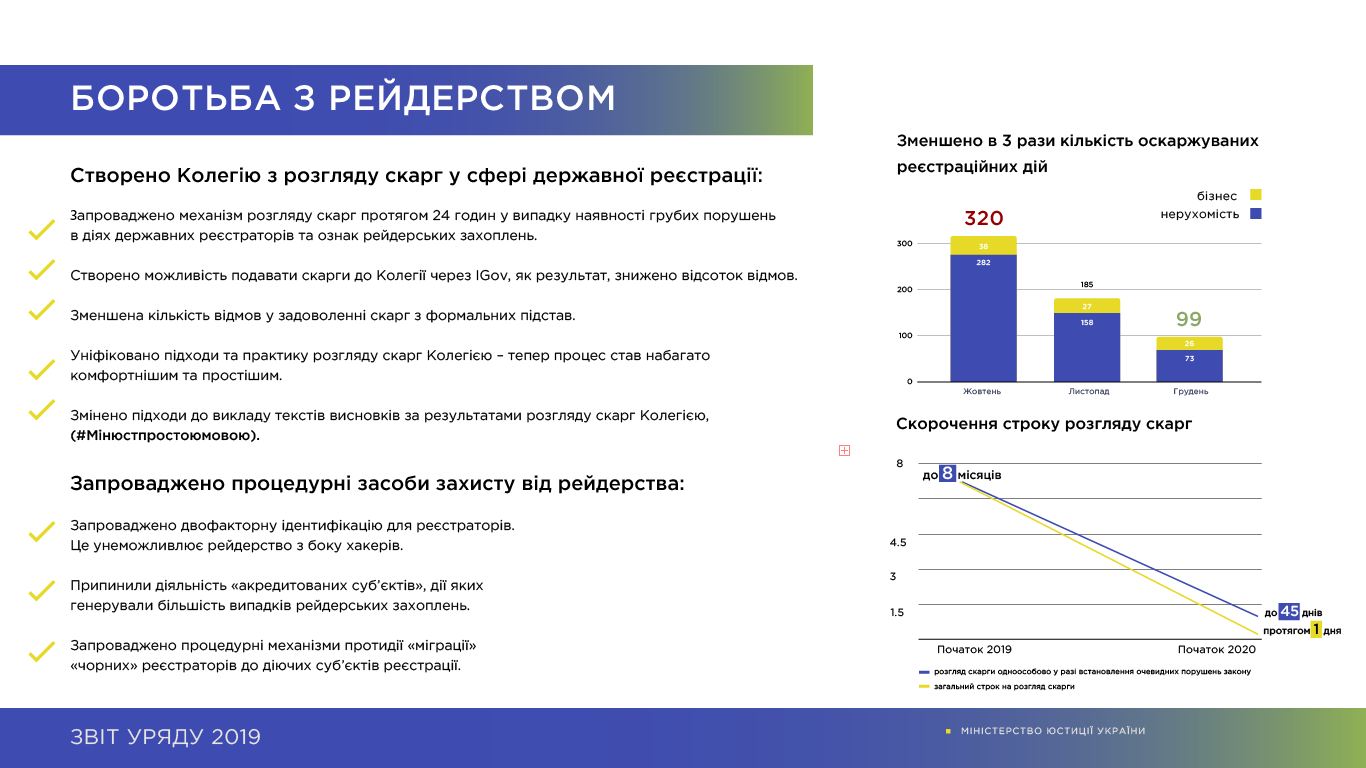 БОРОТЬБА З РЕЙДЕРСТВОМ
Створено Колегію з розгляду скарг у сфері державної реєстрації:
Запроваджено механізм розгляду скарг протягом 24 годин у випадку наявності грубих порушень
в діях державних реєстраторів та ознак рейдерських захоплень.
Створено можливість подавати скарги до Колегії через IGov, як результат, знижено відсоток відмов.
Зменшена кількість відмов у задоволенні скарг з формальних підстав.
Уніфіковано підходи та практику розгляду скарг Колегією – тепер процес став набагато
комфортнішим та простішим.
Змінено підходи до викладу текстів висновків за результатами розгляду скарг Колегією,
(#Мінюстпростоюмовою).
Запроваджено процедурні засоби захисту від рейдерства:
Запроваджено двофакторну ідентифікацію для реєстраторів.
Це унеможливлює рейдерство з боку хакерів.
Припинили діяльність «акредитованих суб'єктів», дії яких
генерували більшість випадків рейдерських захоплень.
Запроваджено процедурні механізми протидії «міграції»
«чорних» реєстраторів до діючих суб'єктів реєстрації.
Зменшено в 3 рази кількість оскаржуваних
реєстраційних дій
бізнес
нерухомість
320
300
38
282
200
185
27
158
100
99
26
73
0
Жовтень Листопад Грудень
Скорочення строку розгляду скарг
8
до 8 місяців
4.5
3
1.5
до 45 днів
протягом 1 дня
Початок 2019 Початок 2020
розгляд скарги одноособово у разі встановлення очевидних порушень закону
загальний строк на розгляд скарги
ЗВІТ УРЯДУ 2019
МІНІСТЕРСТВО ЮСТИЦІЇ УКРАЇНИ